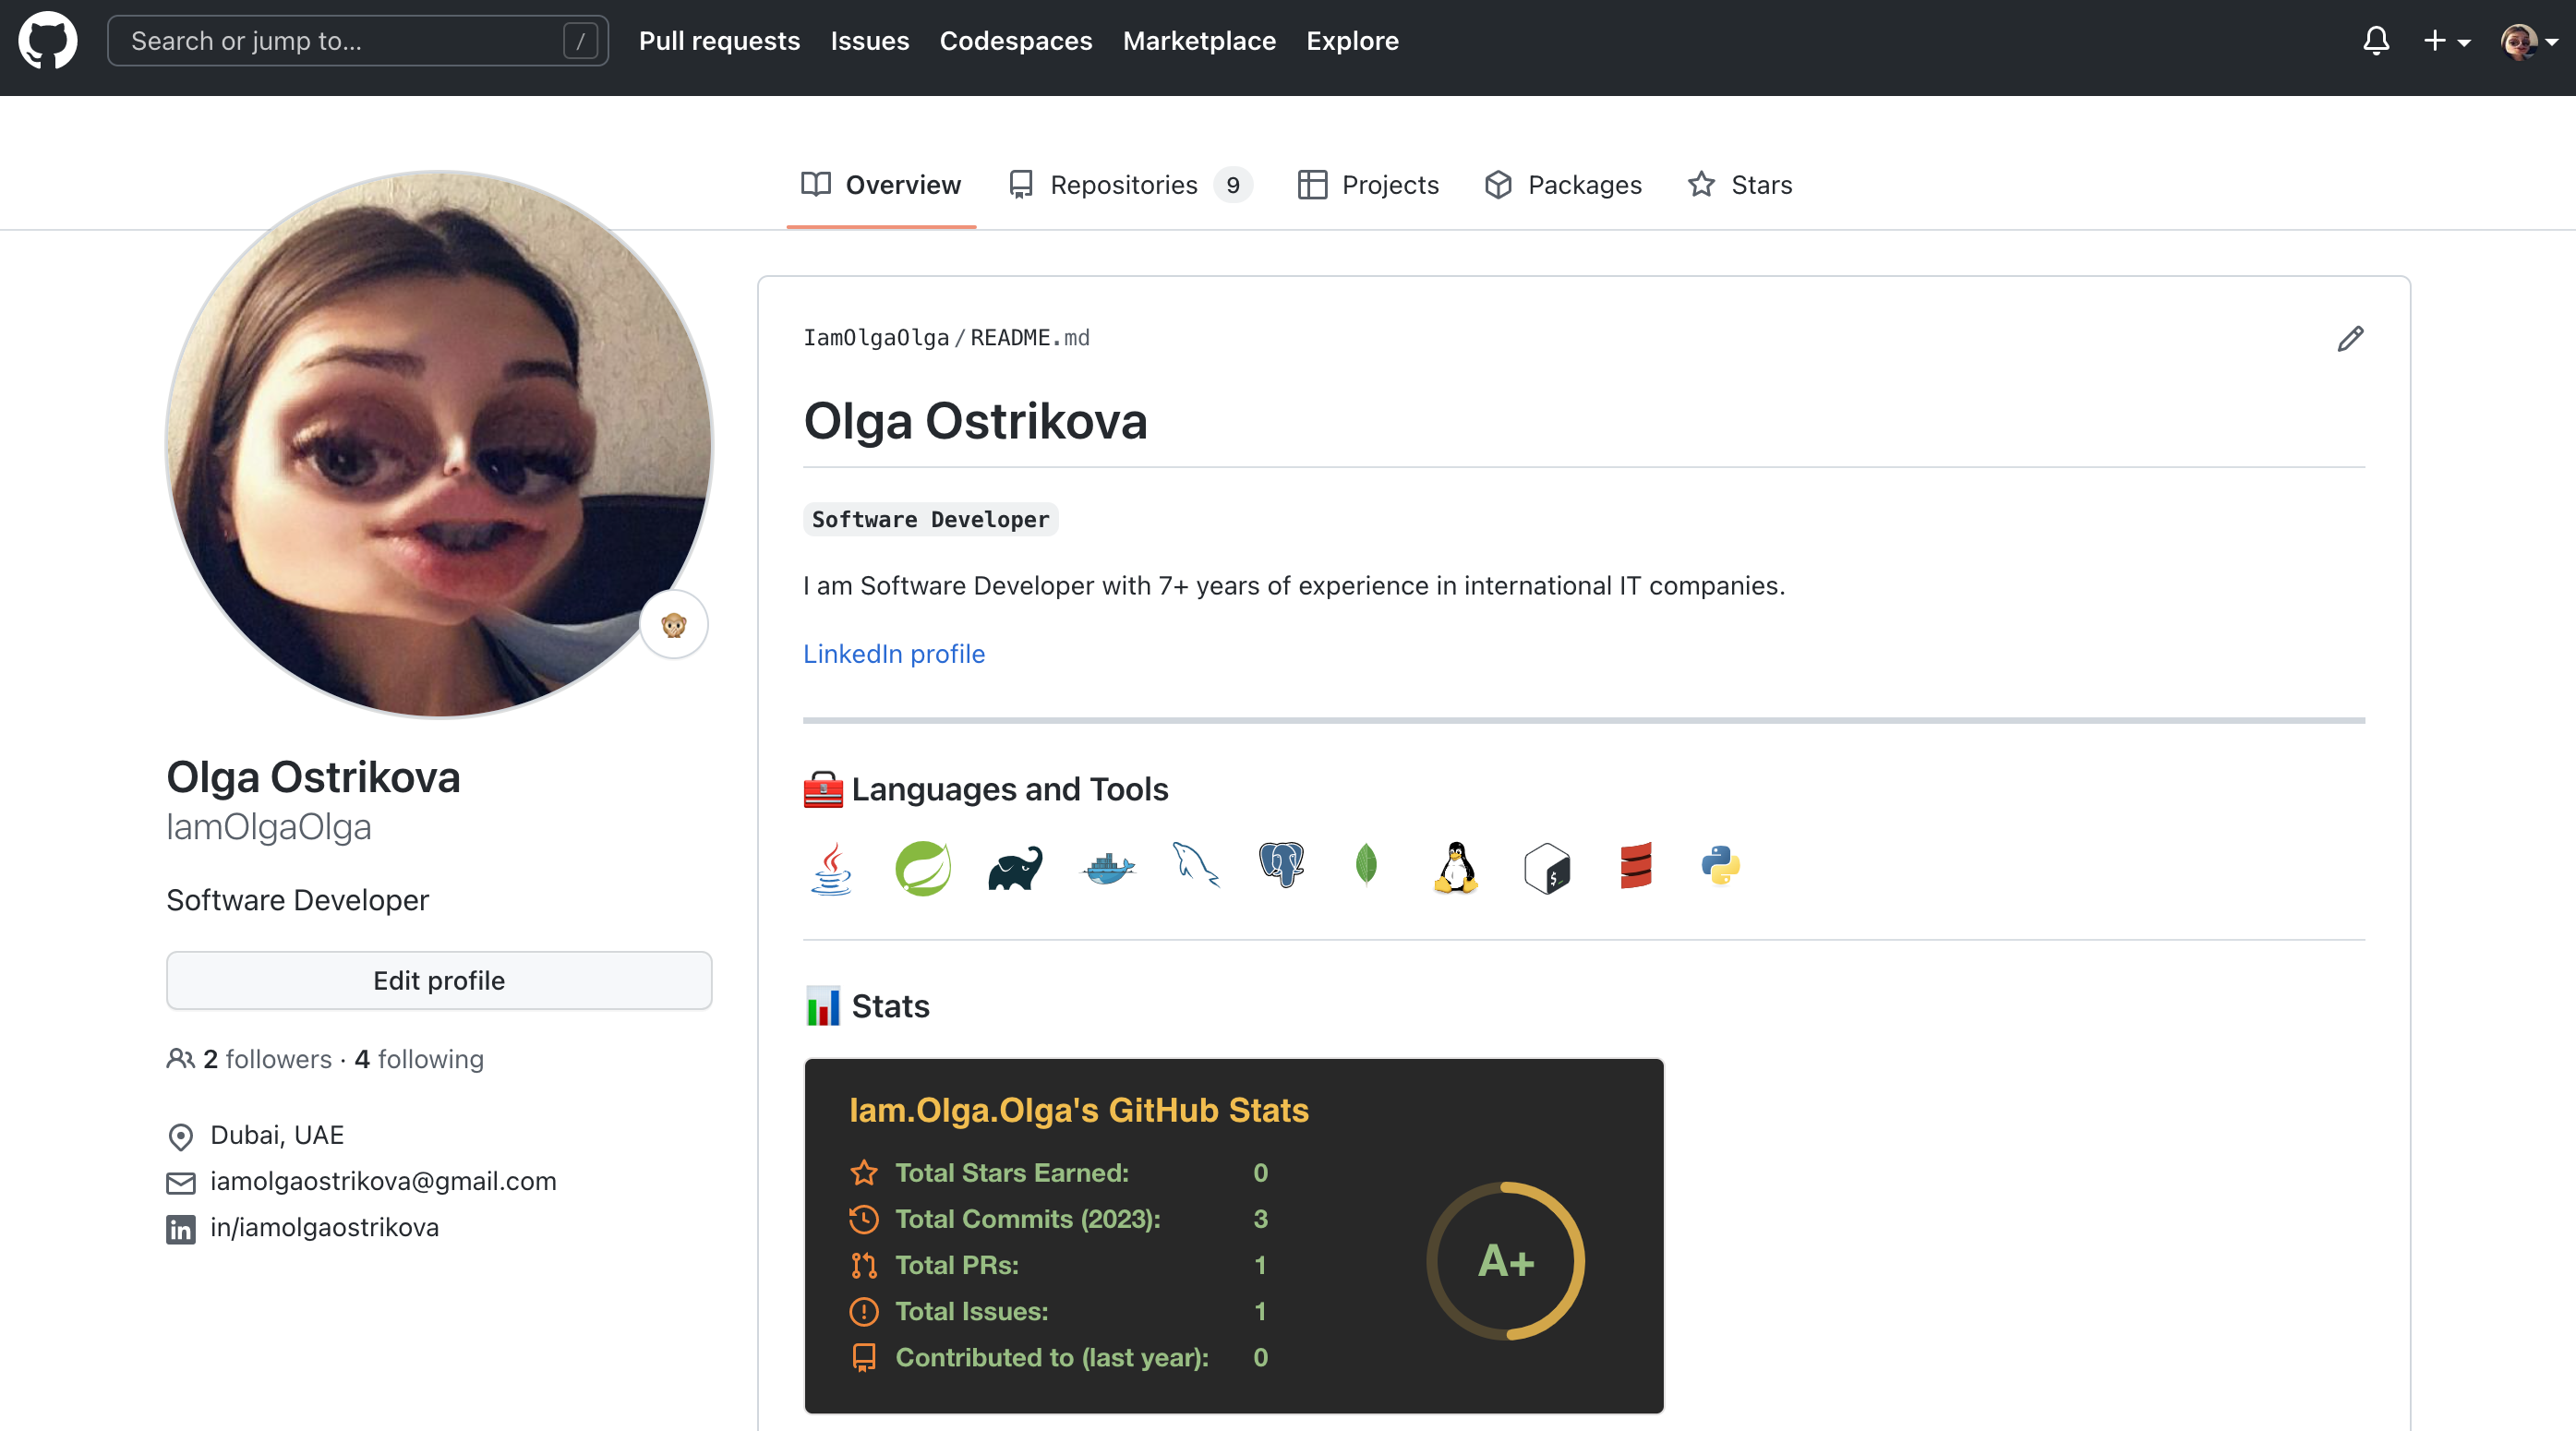 Search or jump to... /
Pull requests Issues Codespaces Marketplace Explore
Overview Repositories 9 Projects Packages Stars
IamOlgaOlga/README.md
Olga Ostrikova
Software Developer
I am Software Developer with 7+ years of experience in international IT companies.
LinkedIn profile
Languages and Tools
Stats
Iam.Olga.Olga's GitHub Stats
Total Stars Earned: 0
Total Commits (2023): 3
Total PRs: 1
Total Issues: 1
Contributed to (last year): 0
A+
Olga Ostrikova
IamOlgaOlga
Software Developer
Edit profile
2 followers · 4 following
Dubai, UAE
iamolgaostrikova@gmail.com
in/iamolgaostrikova